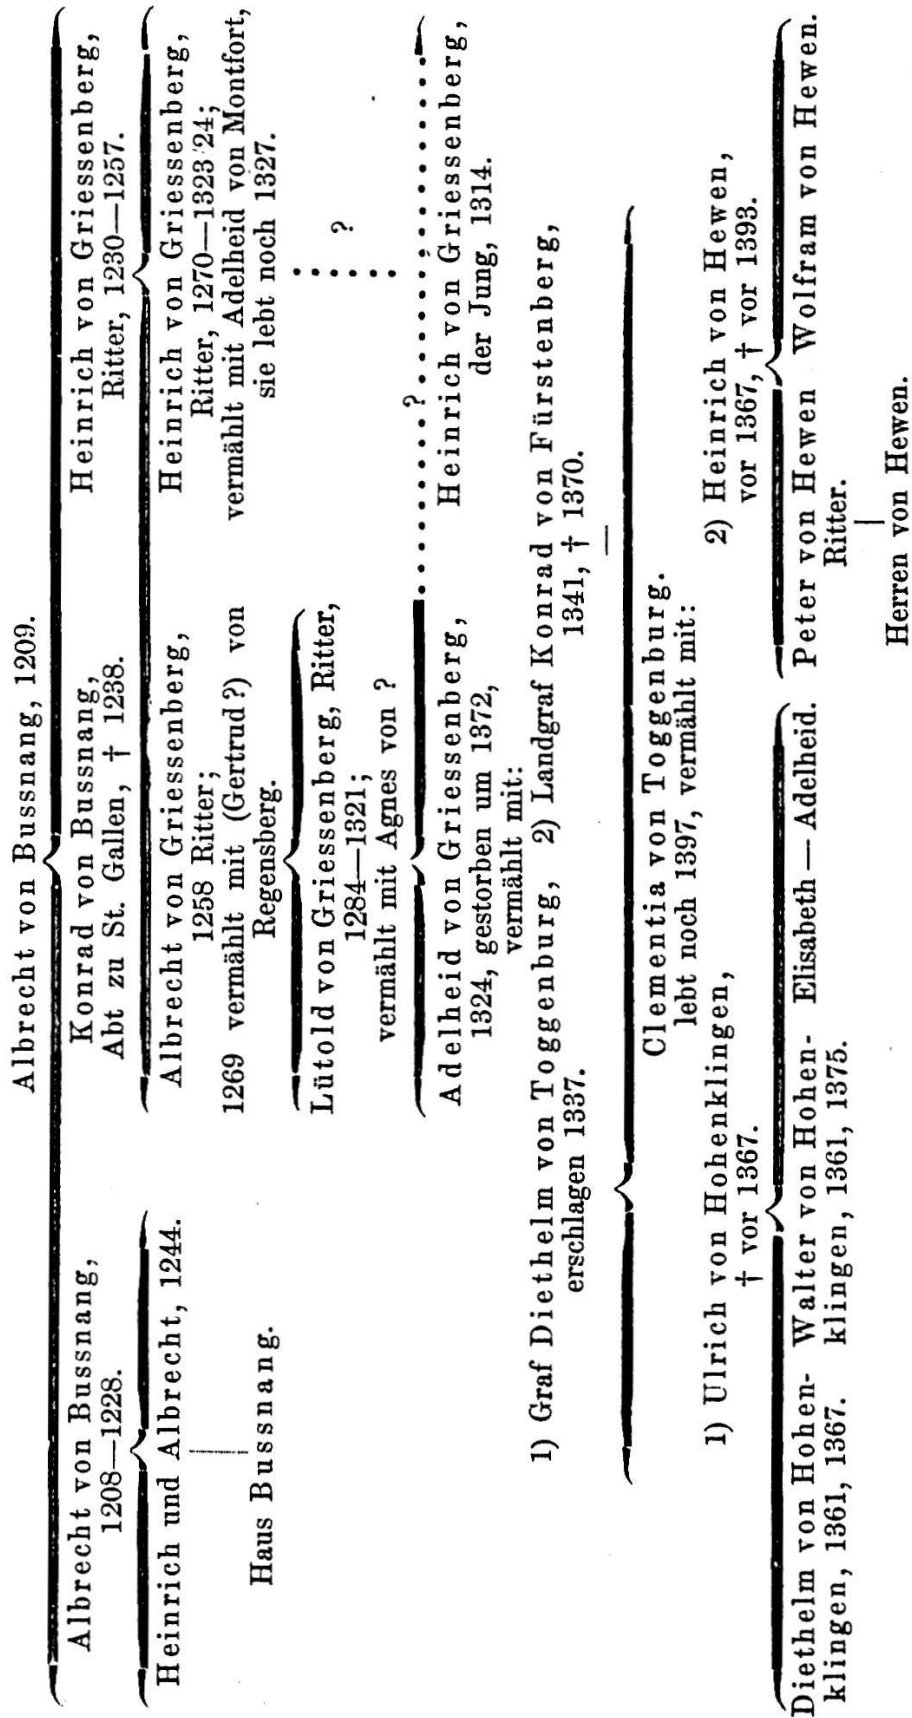 Albrecht von Bussnang, 1209.
Albrecht von Bussnang,
1208—1228.
Konrad von Bussnang,
Abt zu St. Gallen, † 1238.
Heinrich von Griessenberg,
Ritter, 1230—1257.
Heinrich und Albrecht, 1244.
Haus Bussnang.
Albrecht von Griessenberg,
1258 Ritter;
1269 vermählt mit (Gertrud?) von
Regensberg.
Heinrich von Griessenberg,
Ritter, 1270—1323/24;
vermählt mit Adelheid von Montfort,
sie lebt noch 1327.
?
Lütold von Griessenberg, Ritter,
1284—1321;
vermählt mit Agnes von ?
?
Adelheid von Griessenberg,
1324, gestorben um 1372,
vermählt mit:
Heinrich von Griessenberg,
der Jung, 1314.
1) Graf Diethelm von Toggenburg,
erschlagen 1337.
2) Landgraf Konrad von Fürstenberg,
1341, † 1370.
Clementia von Toggenburg.
lebt noch 1397, vermählt mit:
1) Ulrich von Hohenklingen,
† vor 1367.
2) Heinrich von Hewen,
vor 1367, † vor 1393.
Diethelm von Hohen-
klingen, 1361, 1367.
Walter von Hohen-
klingen, 1361, 1375.
Elisabeth — Adelheid.
Peter von Hewen
Ritter.
Wolfram von Hewen.
Herren von Hewen.